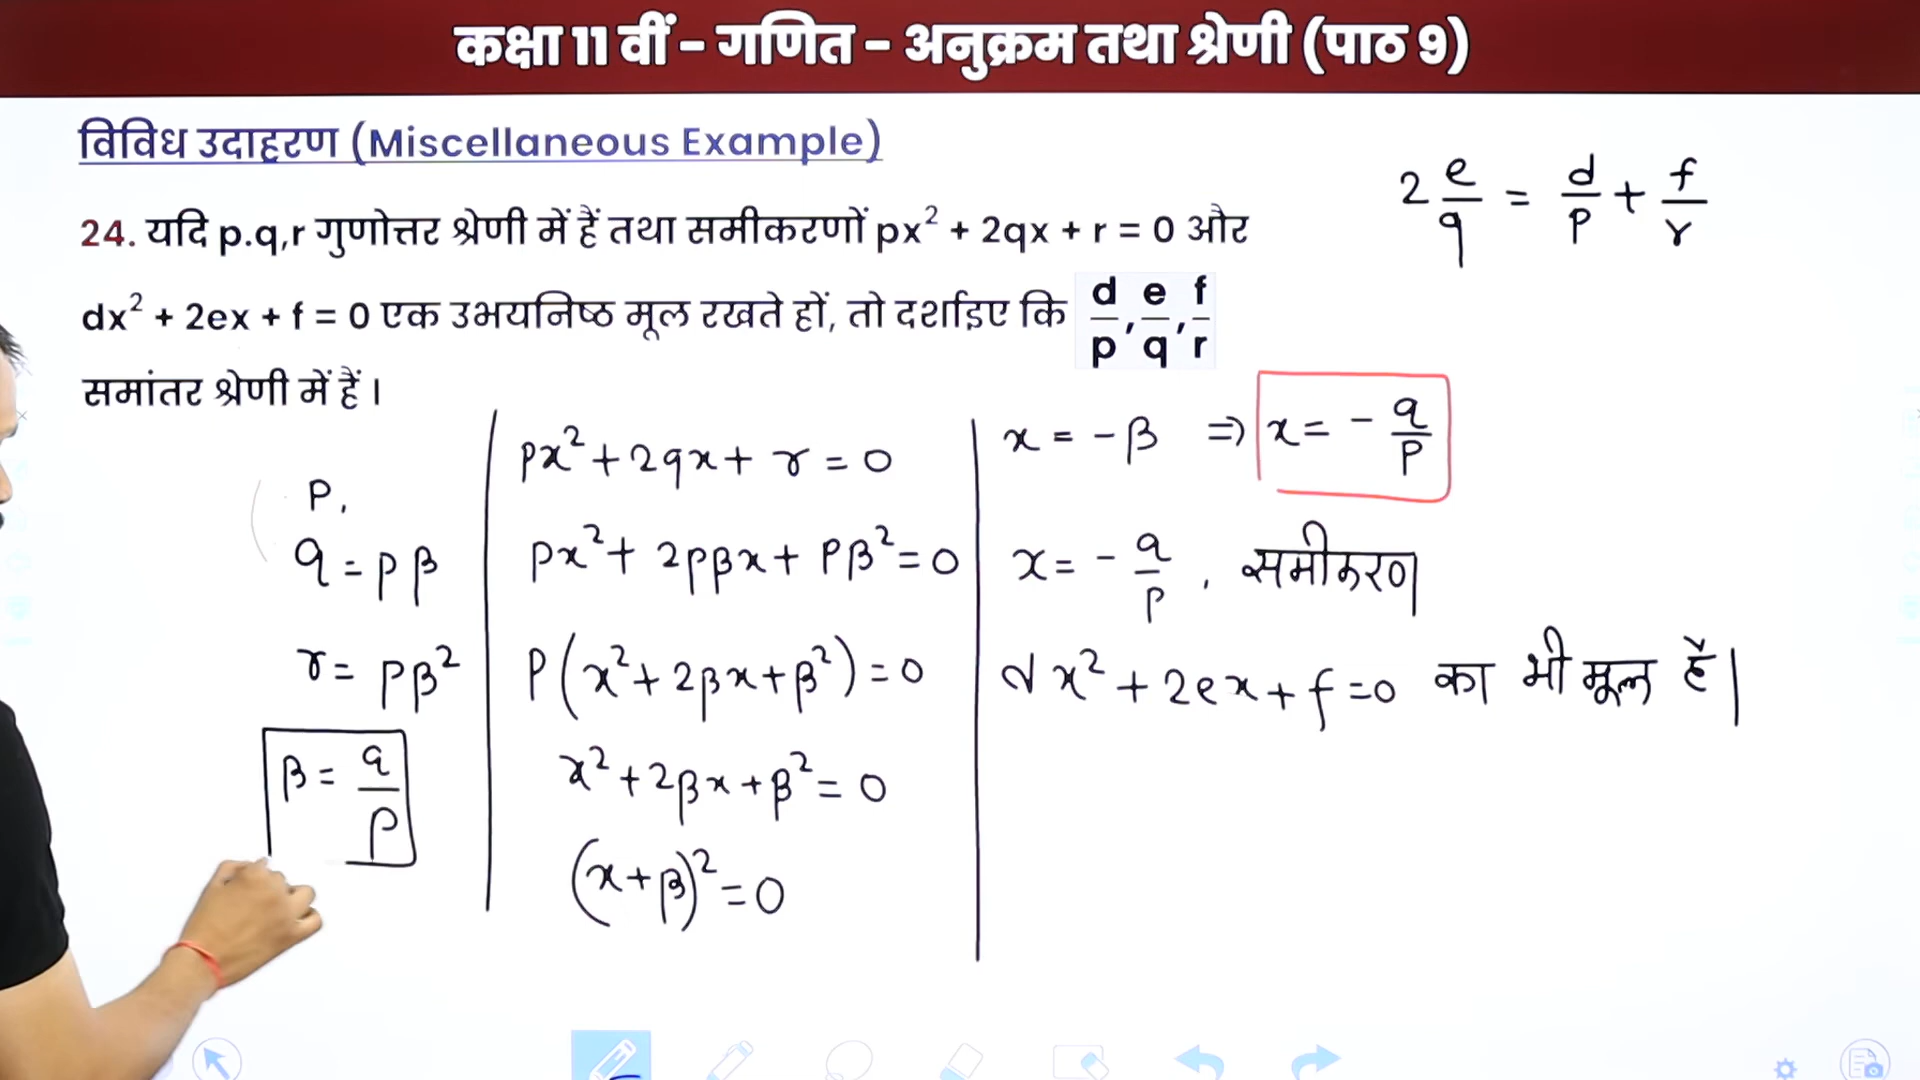 कक्षा 11 वीं – गणित – अनुक्रम तथा श्रेणी (पाठ 9)
विविध उदाहरण (Miscellaneous Example)
24. यदि p.q,r गुणोत्तर श्रेणी में हैं तथा समीकरणों px² + 2qx + r = 0 और
dx² + 2ex + f = 0 एक उभयनिष्ठ मूल रखते हों, तो दर्शाइए कि d/p, e/q, f/r
समांतर श्रेणी में हैं ।
2 e/q = d/p + f/r
P,
q = pβ
r = pβ²
β = q/p
px² + 2qx + r = 0
px² + 2pβx + pβ² = 0
P(x² + 2βx + β²) = 0
x² + 2βx + β² = 0
(x + β)² = 0
x = -β ⇒ x = - q/p
x = - q/p , समीकरण
dx² + 2ex + f = 0 का भी मूल है।